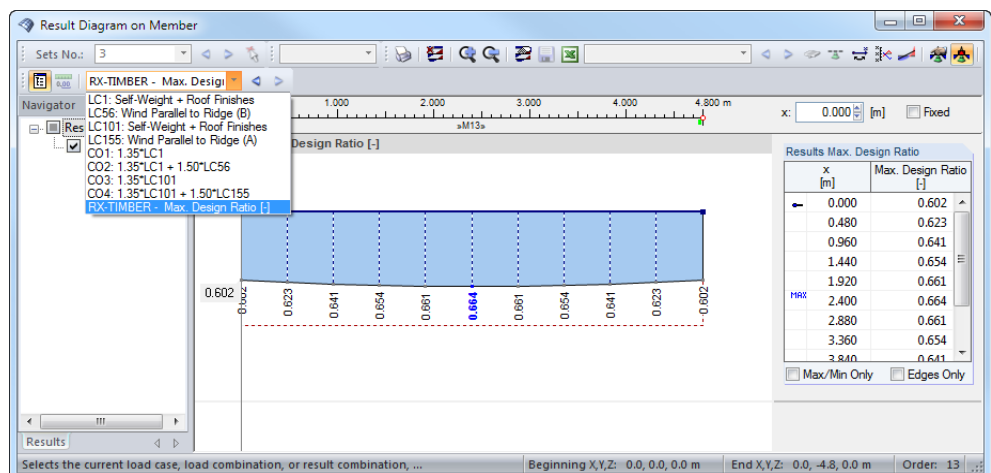 Result Diagram on Member
Sets No.: 3
RX-TIMBER - Max. Desig
Navigator
LC1: Self-Weight + Roof Finishes
LC56: Wind Parallel to Ridge (B)
LC101: Self-Weight + Roof Finishes
LC155: Wind Parallel to Ridge (A)
CO1: 1.35*LC1
CO2: 1.35*LC1 + 1.50*LC56
CO3: 1.35*LC101
CO4: 1.35*LC101 + 1.50*LC155
RX-TIMBER - Max. Design Ratio [-]
Res
1.000 2.000 3.000 4.000 4.800 m
»M13»
Design Ratio [-]
0.602
0.602 0.623 0.641 0.654 0.661 0.664 0.661 0.654 0.641 0.623 0.602
x: 0.000 [m] Fixed
Results Max. Design Ratio
x [m] Max. Design Ratio [-]
0.000 0.602
0.480 0.623
0.960 0.641
1.440 0.654
1.920 0.661
MAX 2.400 0.664
2.880 0.661
3.360 0.654
3.840 0.641
Max/Min Only Edges Only
Results
Selects the current load case, load combination, or result combination, ... Beginning X,Y,Z: 0.0, 0.0, 0.0 m End X,Y,Z: 0.0, -4.8, 0.0 m Order: 13